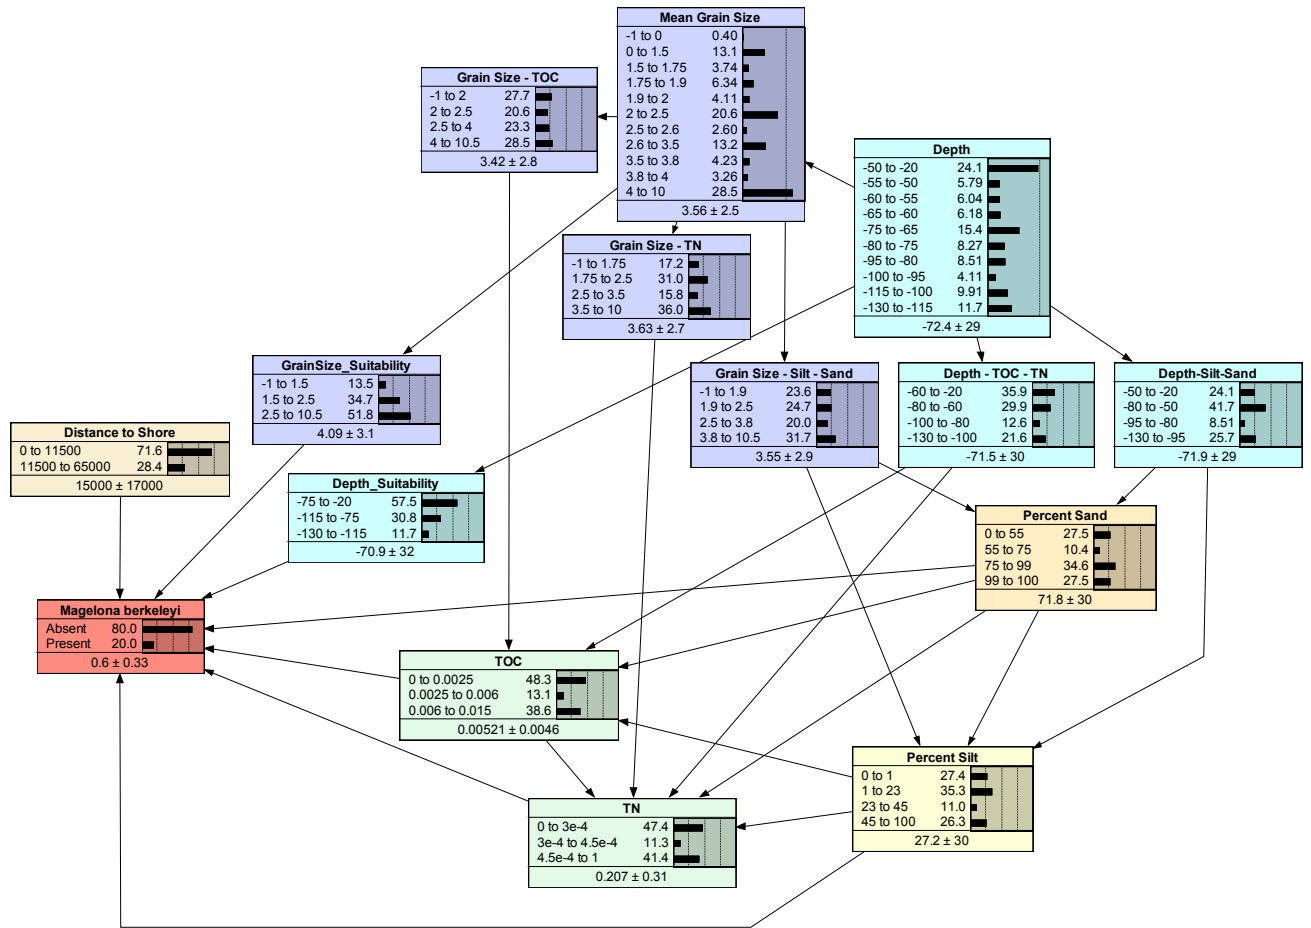 Mean Grain Size
-1 to 0 0.40
0 to 1.5 13.1
1.5 to 1.75 3.74
1.75 to 1.9 6.34
1.9 to 2 4.11
2 to 2.5 20.6
2.5 to 2.6 2.60
2.6 to 3.5 13.2
3.5 to 3.8 4.23
3.8 to 4 3.26
4 to 10 28.5
3.56 ± 2.5
Grain Size - TOC
-1 to 2 27.7
2 to 2.5 20.6
2.5 to 4 23.3
4 to 10.5 28.5
3.42 ± 2.8
Depth
-50 to -20 24.1
-55 to -50 5.79
-60 to -55 6.04
-65 to -60 6.18
-75 to -65 15.4
-80 to -75 8.27
-95 to -80 8.51
-100 to -95 4.11
-115 to -100 9.91
-130 to -115 11.7
-72.4 ± 29
Grain Size - TN
-1 to 1.75 17.2
1.75 to 2.5 31.0
2.5 to 3.5 15.8
3.5 to 10 36.0
3.63 ± 2.7
GrainSize_Suitability
-1 to 1.5 13.5
1.5 to 2.5 34.7
2.5 to 10.5 51.8
4.09 ± 3.1
Grain Size - Silt - Sand
-1 to 1.9 23.6
1.9 to 2.5 24.7
2.5 to 3.8 20.0
3.8 to 10.5 31.7
3.55 ± 2.9
Depth - TOC - TN
-60 to -20 35.9
-80 to -60 29.9
-100 to -80 12.6
-130 to -100 21.6
-71.5 ± 30
Depth-Silt-Sand
-50 to -20 24.1
-80 to -50 41.7
-95 to -80 8.51
-130 to -95 25.7
-71.9 ± 29
Distance to Shore
0 to 11500 71.6
11500 to 65000 28.4
15000 ± 17000
Depth_Suitability
-75 to -20 57.5
-115 to -75 30.8
-130 to -115 11.7
-70.9 ± 32
Percent Sand
0 to 55 27.5
55 to 75 10.4
75 to 99 34.6
99 to 100 27.5
71.8 ± 30
Magelona berkeleyi
Absent 80.0
Present 20.0
0.6 ± 0.33
TOC
0 to 0.0025 48.3
0.0025 to 0.006 13.1
0.006 to 0.015 38.6
0.00521 ± 0.0046
Percent Silt
0 to 1 27.4
1 to 23 35.3
23 to 45 11.0
45 to 100 26.3
27.2 ± 30
TN
0 to 3e-4 47.4
3e-4 to 4.5e-4 11.3
4.5e-4 to 1 41.4
0.207 ± 0.31